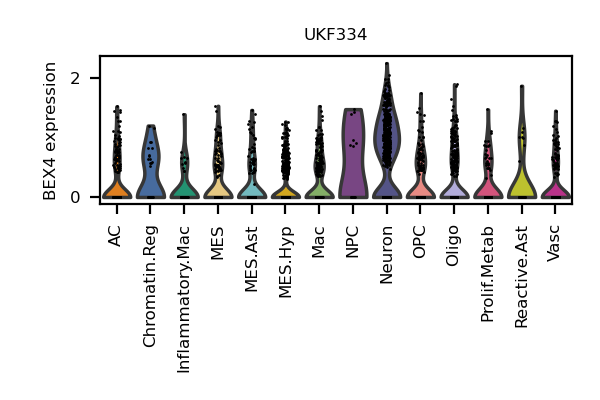 UKF334
BEX4 expression
2
0
AC
Chromatin.Reg
Inflammatory.Mac
MES
MES.Ast
MES.Hyp
Mac
NPC
Neuron
OPC
Oligo
Prolif.Metab
Reactive.Ast
Vasc